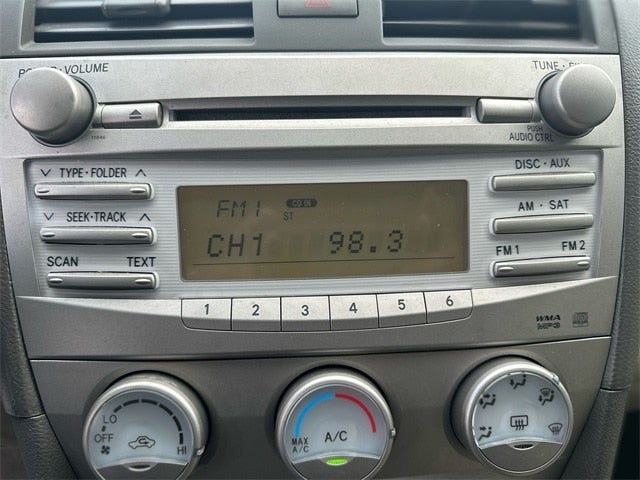 VOLUME
TUNE
PUSH
AUDIO CTRL
TYPE·FOLDER
DISC·AUX
SEEK·TRACK
AM·SAT
SCAN TEXT
FM1 FM2
FM1 CD IN
ST
CH1 98.3
1 2 3 4 5 6
WMA
MP3
LO
OFF
HI
MAX
A/C
A/C